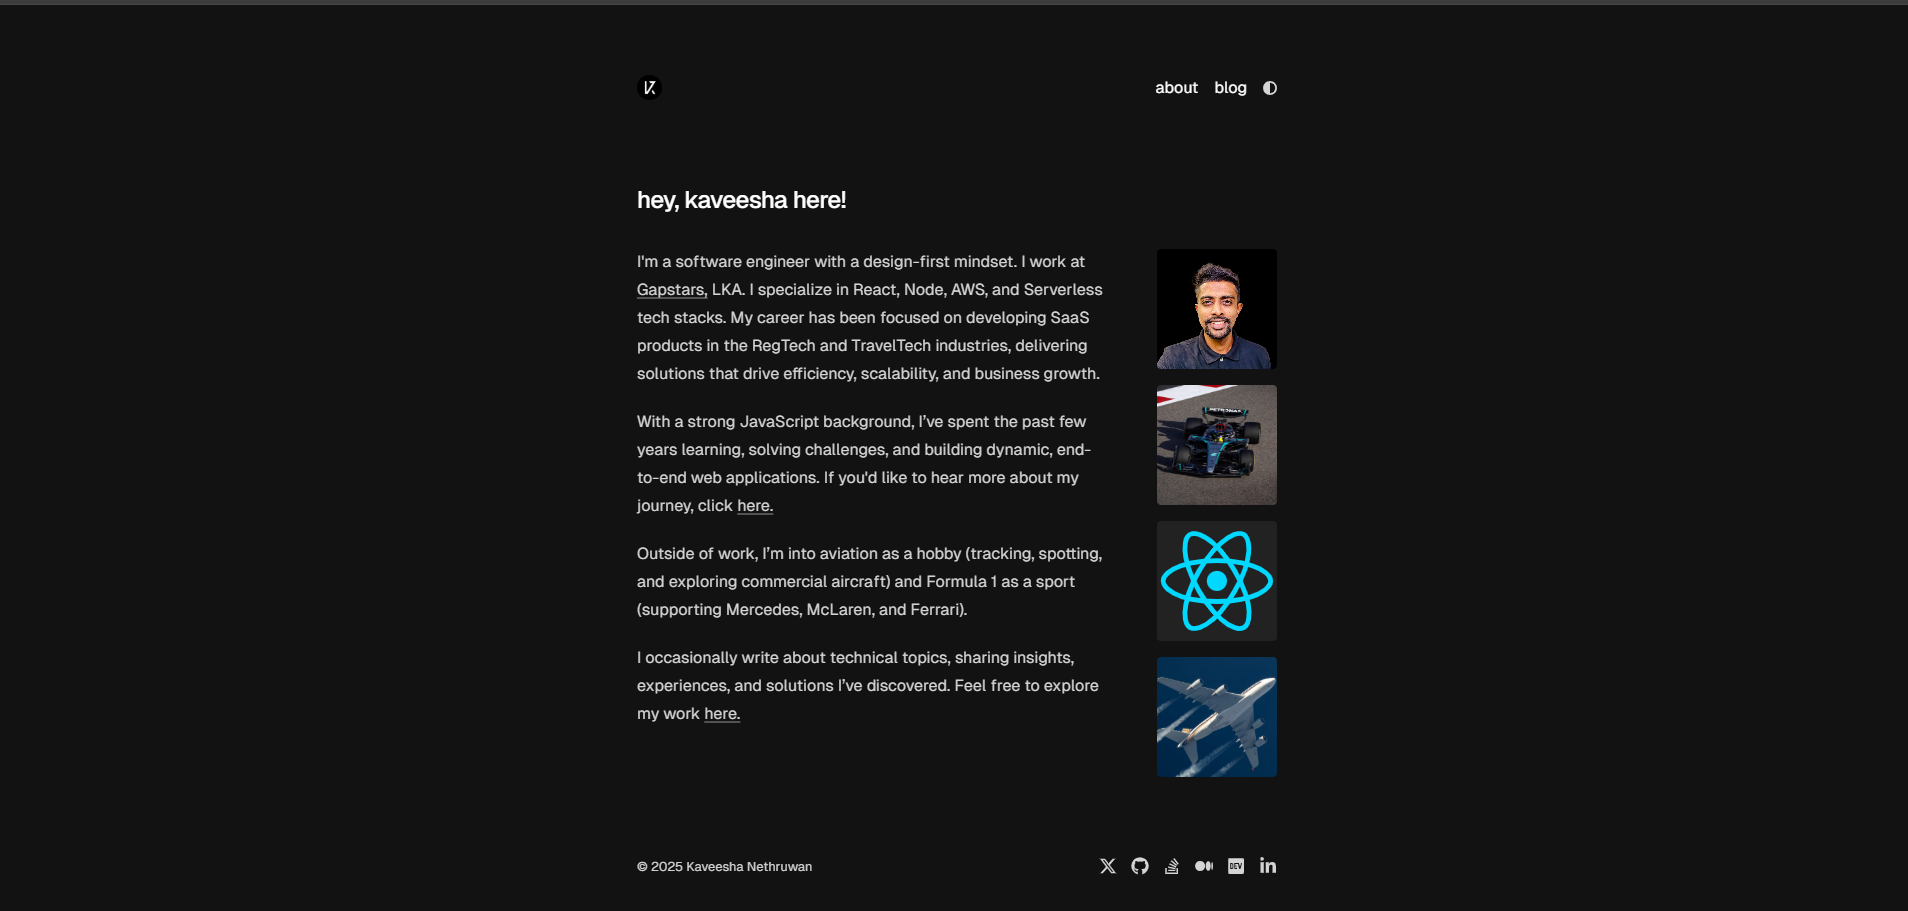 about blog
hey, kaveesha here!
I'm a software engineer with a design-first mindset. I work at
Gapstars, LKA. I specialize in React, Node, AWS, and Serverless
tech stacks. My career has been focused on developing SaaS
products in the RegTech and TravelTech industries, delivering
solutions that drive efficiency, scalability, and business growth.
With a strong JavaScript background, I’ve spent the past few
years learning, solving challenges, and building dynamic, end-
to-end web applications. If you'd like to hear more about my
journey, click here.
Outside of work, I’m into aviation as a hobby (tracking, spotting,
and exploring commercial aircraft) and Formula 1 as a sport
(supporting Mercedes, McLaren, and Ferrari).
I occasionally write about technical topics, sharing insights,
experiences, and solutions I’ve discovered. Feel free to explore
my work here.
PETRONAS
© 2025 Kaveesha Nethruwan
DEV
in